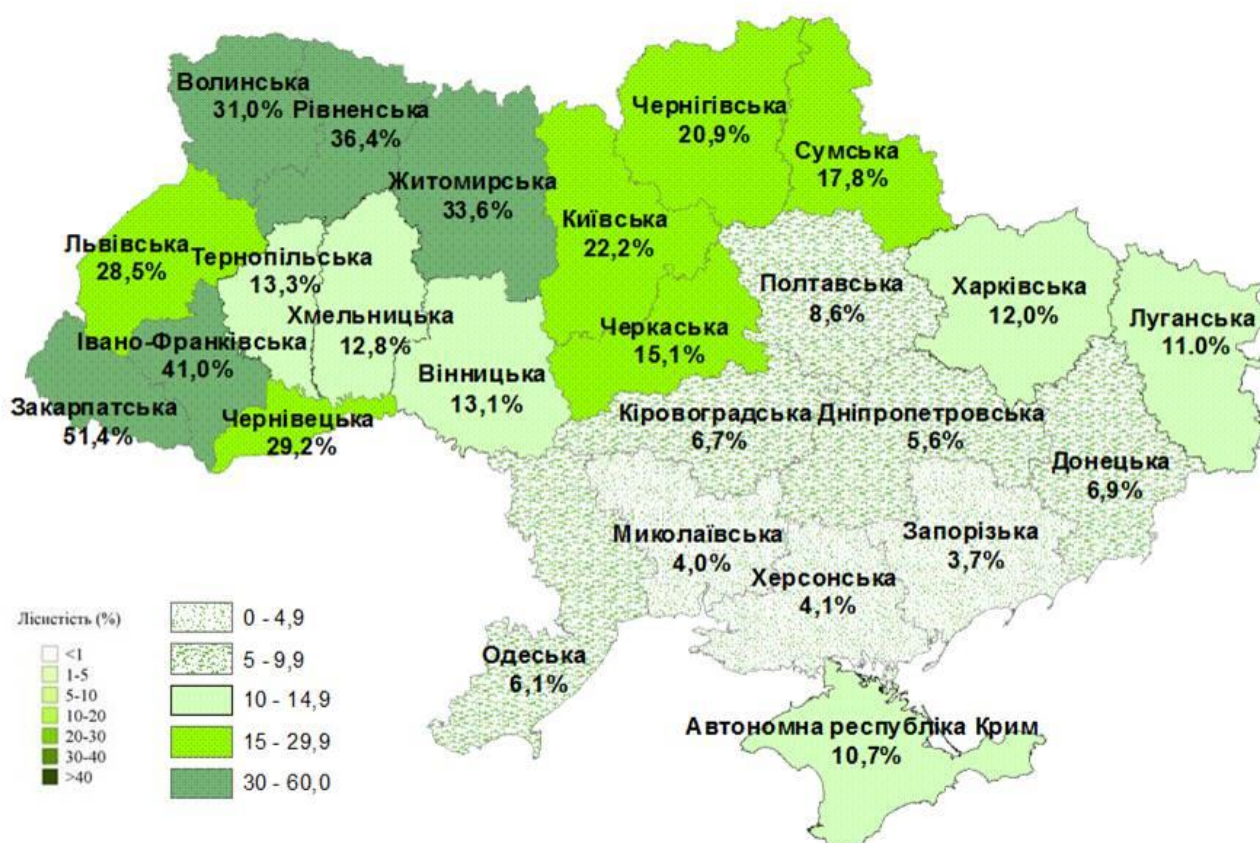 Волинська
31,0%
Рівненська
36,4%
Житомирська
33,6%
Чернігівська
20,9%
Сумська
17,8%
Київська
22,2%
Львівська
28,5%
Тернопільська
13,3%
Хмельницька
12,8%
Івано-Франківська
41,0%
Закарпатська
51,4%
Чернівецька
29,2%
Вінницька
13,1%
Черкаська
15,1%
Полтавська
8,6%
Харківська
12,0%
Луганська
11.0%
Кіровоградська
6,7%
Дніпропетровська
5,6%
Донецька
6,9%
Миколаївська
4,0%
Запорізька
3,7%
Херсонська
4,1%
Одеська
6,1%
Автономна республіка Крим
10,7%
Лісистість (%)
<1
1-5
5-10
10-20
20-30
30-40
>40
0 - 4,9
5 - 9,9
10 - 14,9
15 - 29,9
30 - 60,0